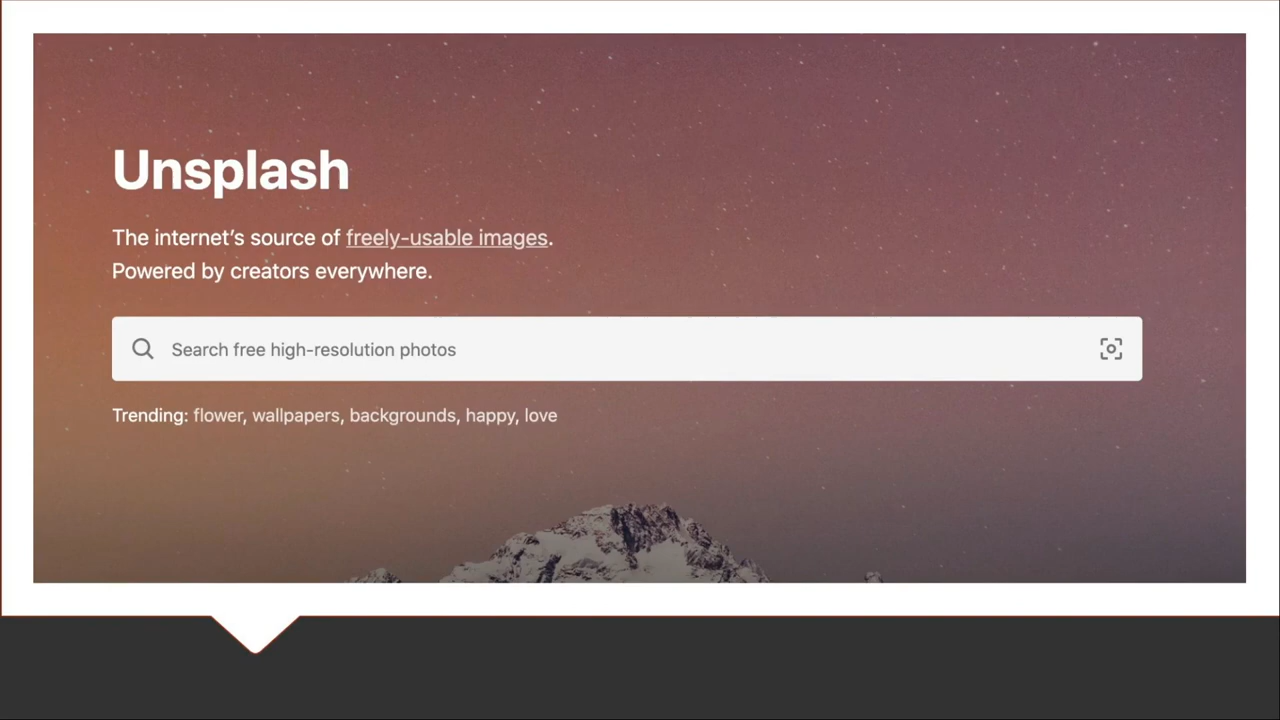 Unsplash
The internet’s source of freely-usable images.
Powered by creators everywhere.
Search free high-resolution photos
Trending: flower, wallpapers, backgrounds, happy, love